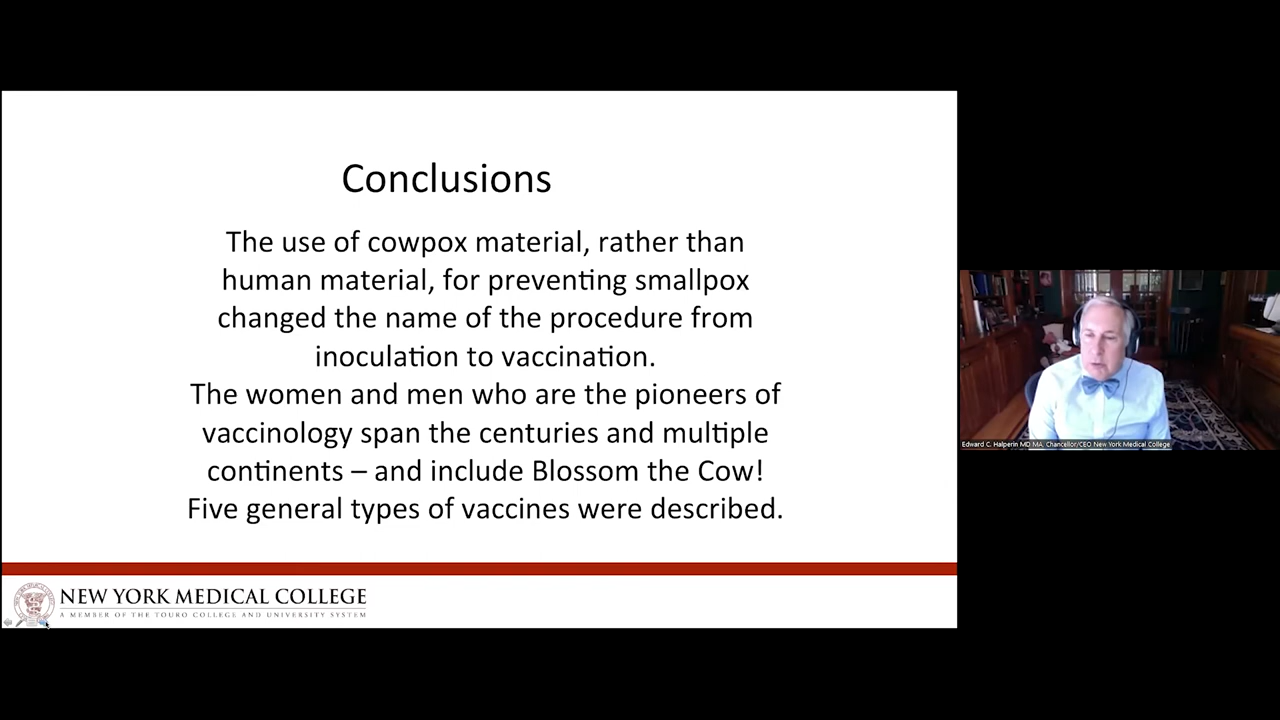 Conclusions
The use of cowpox material, rather than
human material, for preventing smallpox
changed the name of the procedure from
inoculation to vaccination.
The women and men who are the pioneers of
vaccinology span the centuries and multiple
continents – and include Blossom the Cow!
Five general types of vaccines were described.
NEW YORK MEDICAL COLLEGE
A MEMBER OF THE TOURO COLLEGE AND UNIVERSITY SYSTEM
Edward C. Halperin MD MA, Chancellor/CEO New York Medical College